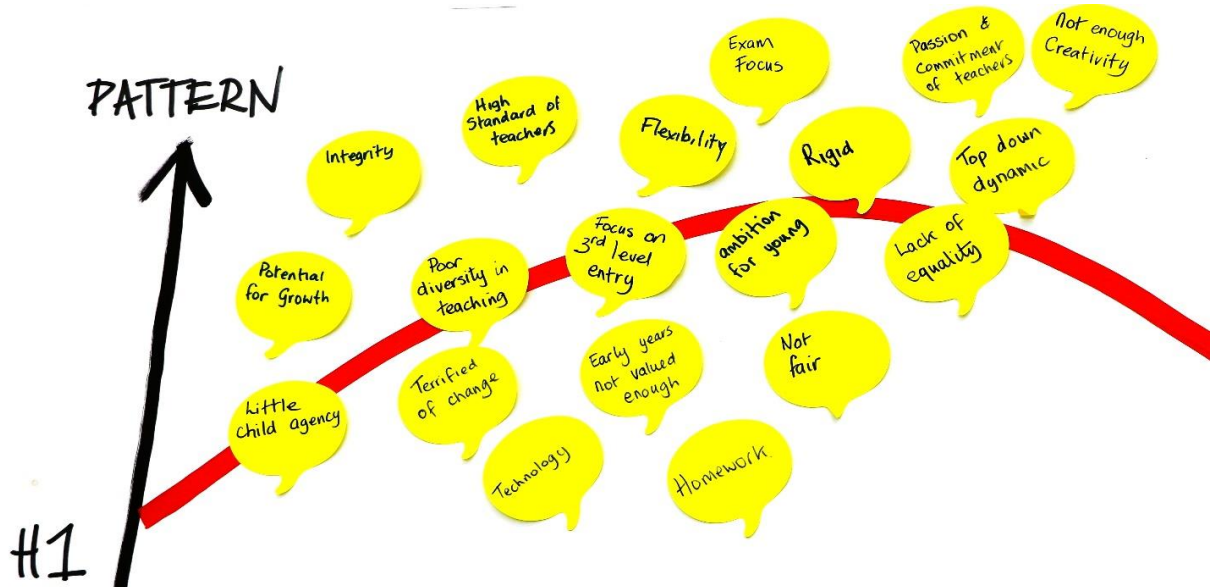 PATTERN
Integrity
High
Standard of
teachers
Flexibility
Exam
Focus
Passion &
commitment
of teachers
Not enough
Creativity
Rigid
Top down
dynamic
Potential
for Growth
Poor
diversity in
teaching
Focus on
3rd level
entry
ambition
for young
Lack of
equality
Little
Child agency
Terrified
of change
Early years
not valued
enough
Not
fair
Technology
Homework.
H1